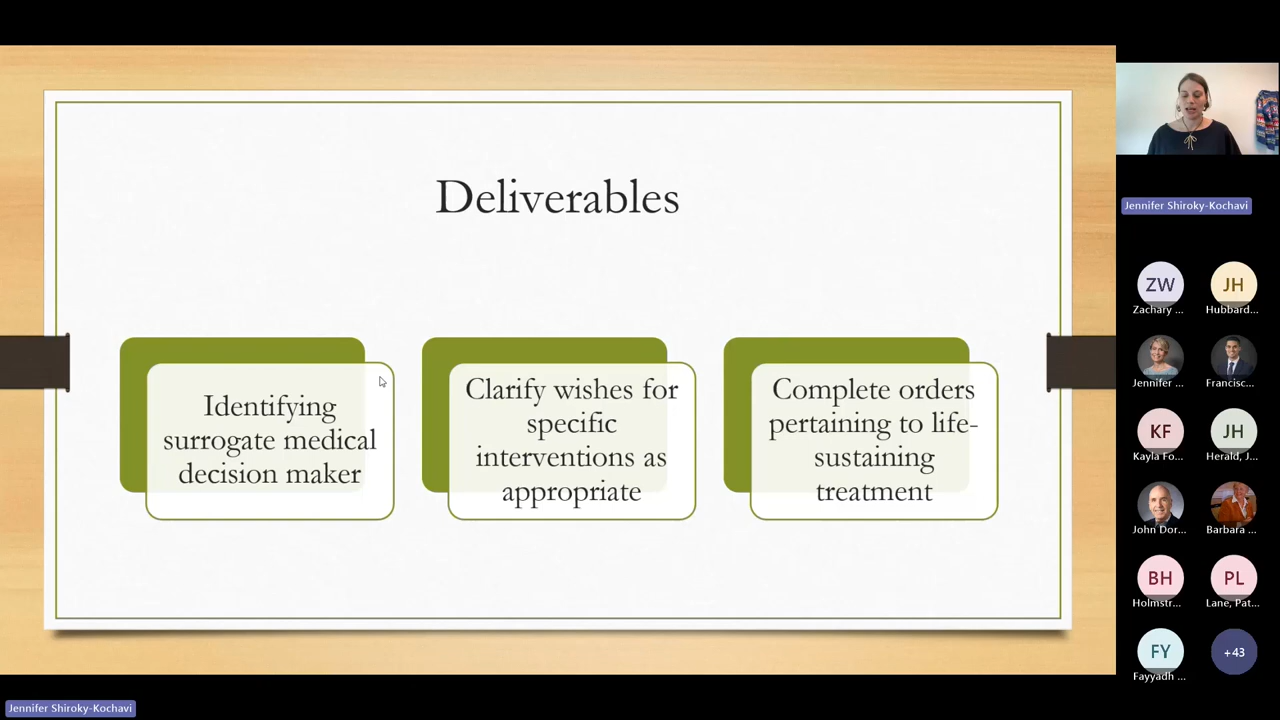 Deliverables
Identifying
surrogate medical
decision maker
Clarify wishes for
specific
interventions as
appropriate
Complete orders
pertaining to life-
sustaining
treatment
Jennifer Shiroky-Kochavi
ZW
Zachary ...
JH
Hubbard...
Jennifer ...
Francisc...
KF
Kayla Fo...
JH
Herald, J...
John Dor...
Barbara ...
BH
Holmstr...
PL
Lane, Pat...
FY
Fayyadh ...
+43
Jennifer Shiroky-Kochavi